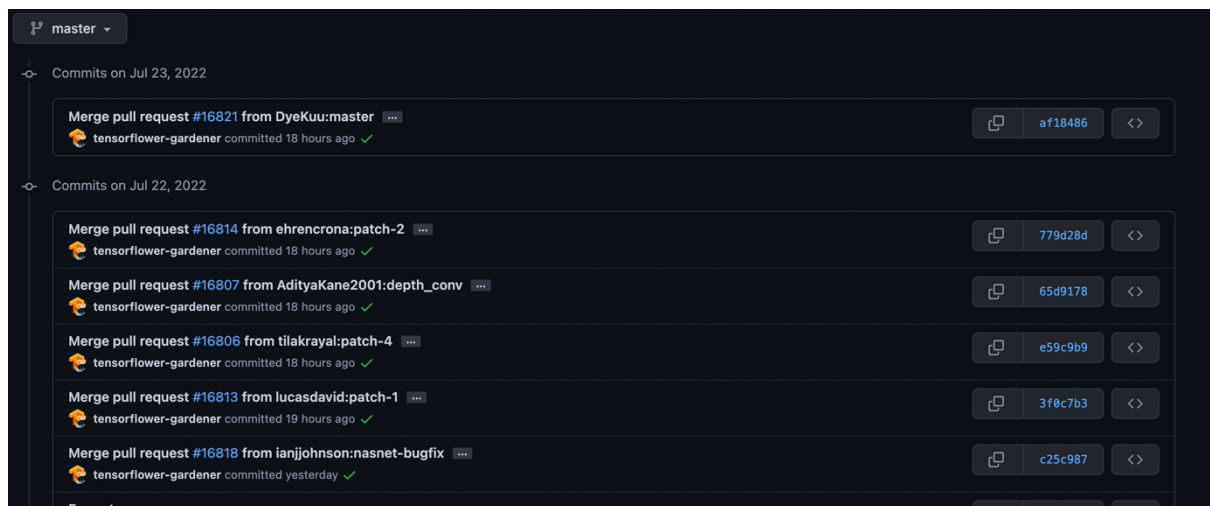 master
Commits on Jul 23, 2022
Merge pull request #16821 from DyeKuu:master ...
tensorflower-gardener committed 18 hours ago
af18486
Commits on Jul 22, 2022
Merge pull request #16814 from ehrencrona:patch-2 ...
tensorflower-gardener committed 18 hours ago
779d28d
Merge pull request #16807 from AdityaKane2001:depth_conv ...
tensorflower-gardener committed 18 hours ago
65d9178
Merge pull request #16806 from tilakrayal:patch-4 ...
tensorflower-gardener committed 18 hours ago
e59c9b9
Merge pull request #16813 from lucasdavid:patch-1 ...
tensorflower-gardener committed 19 hours ago
3f0c7b3
Merge pull request #16818 from ianjjohnson:nasnet-bugfix ...
tensorflower-gardener committed yesterday
c25c987